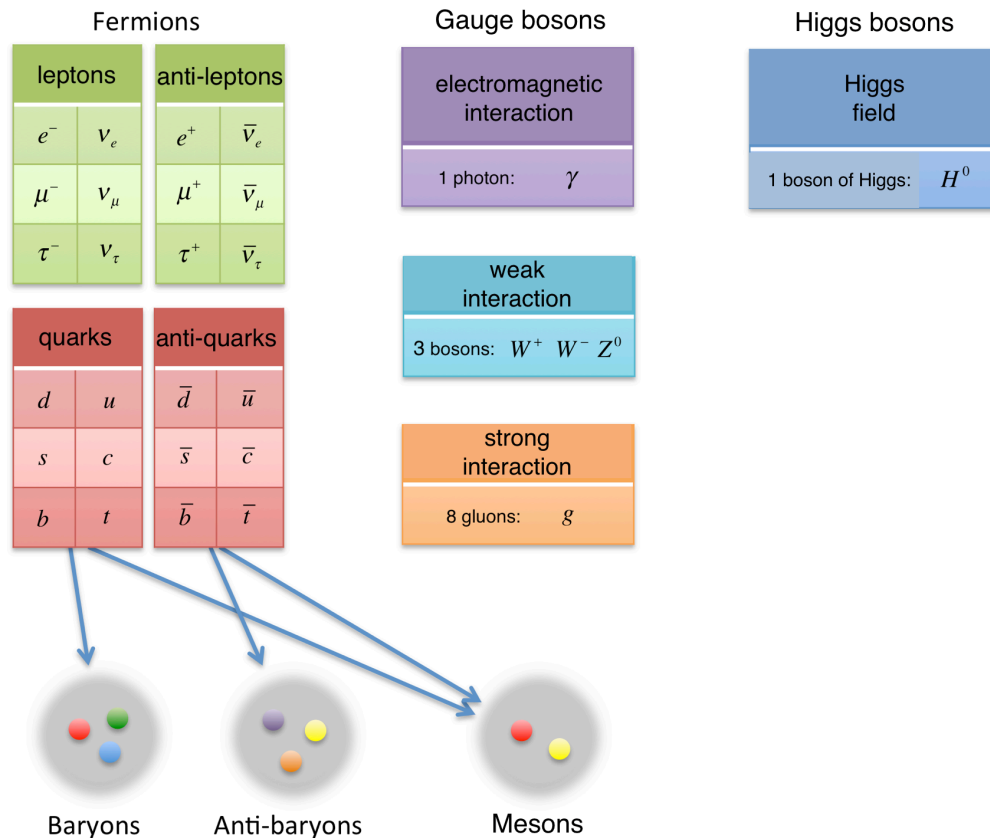 Fermions
Gauge bosons
Higgs bosons
leptons
anti-leptons
e⁻ ν_e e⁺ ν̅_e
μ⁻ ν_μ μ⁺ ν̅_μ
τ⁻ ν_τ τ⁺ ν̅_τ
quarks
anti-quarks
d u d̅ u̅
s c s̅ c̅
b t b̅ t̅
electromagnetic
interaction
1 photon: γ
weak
interaction
3 bosons: W⁺ W⁻ Z⁰
strong
interaction
8 gluons: g
Higgs
field
1 boson of Higgs: H⁰
Baryons
Anti-baryons
Mesons